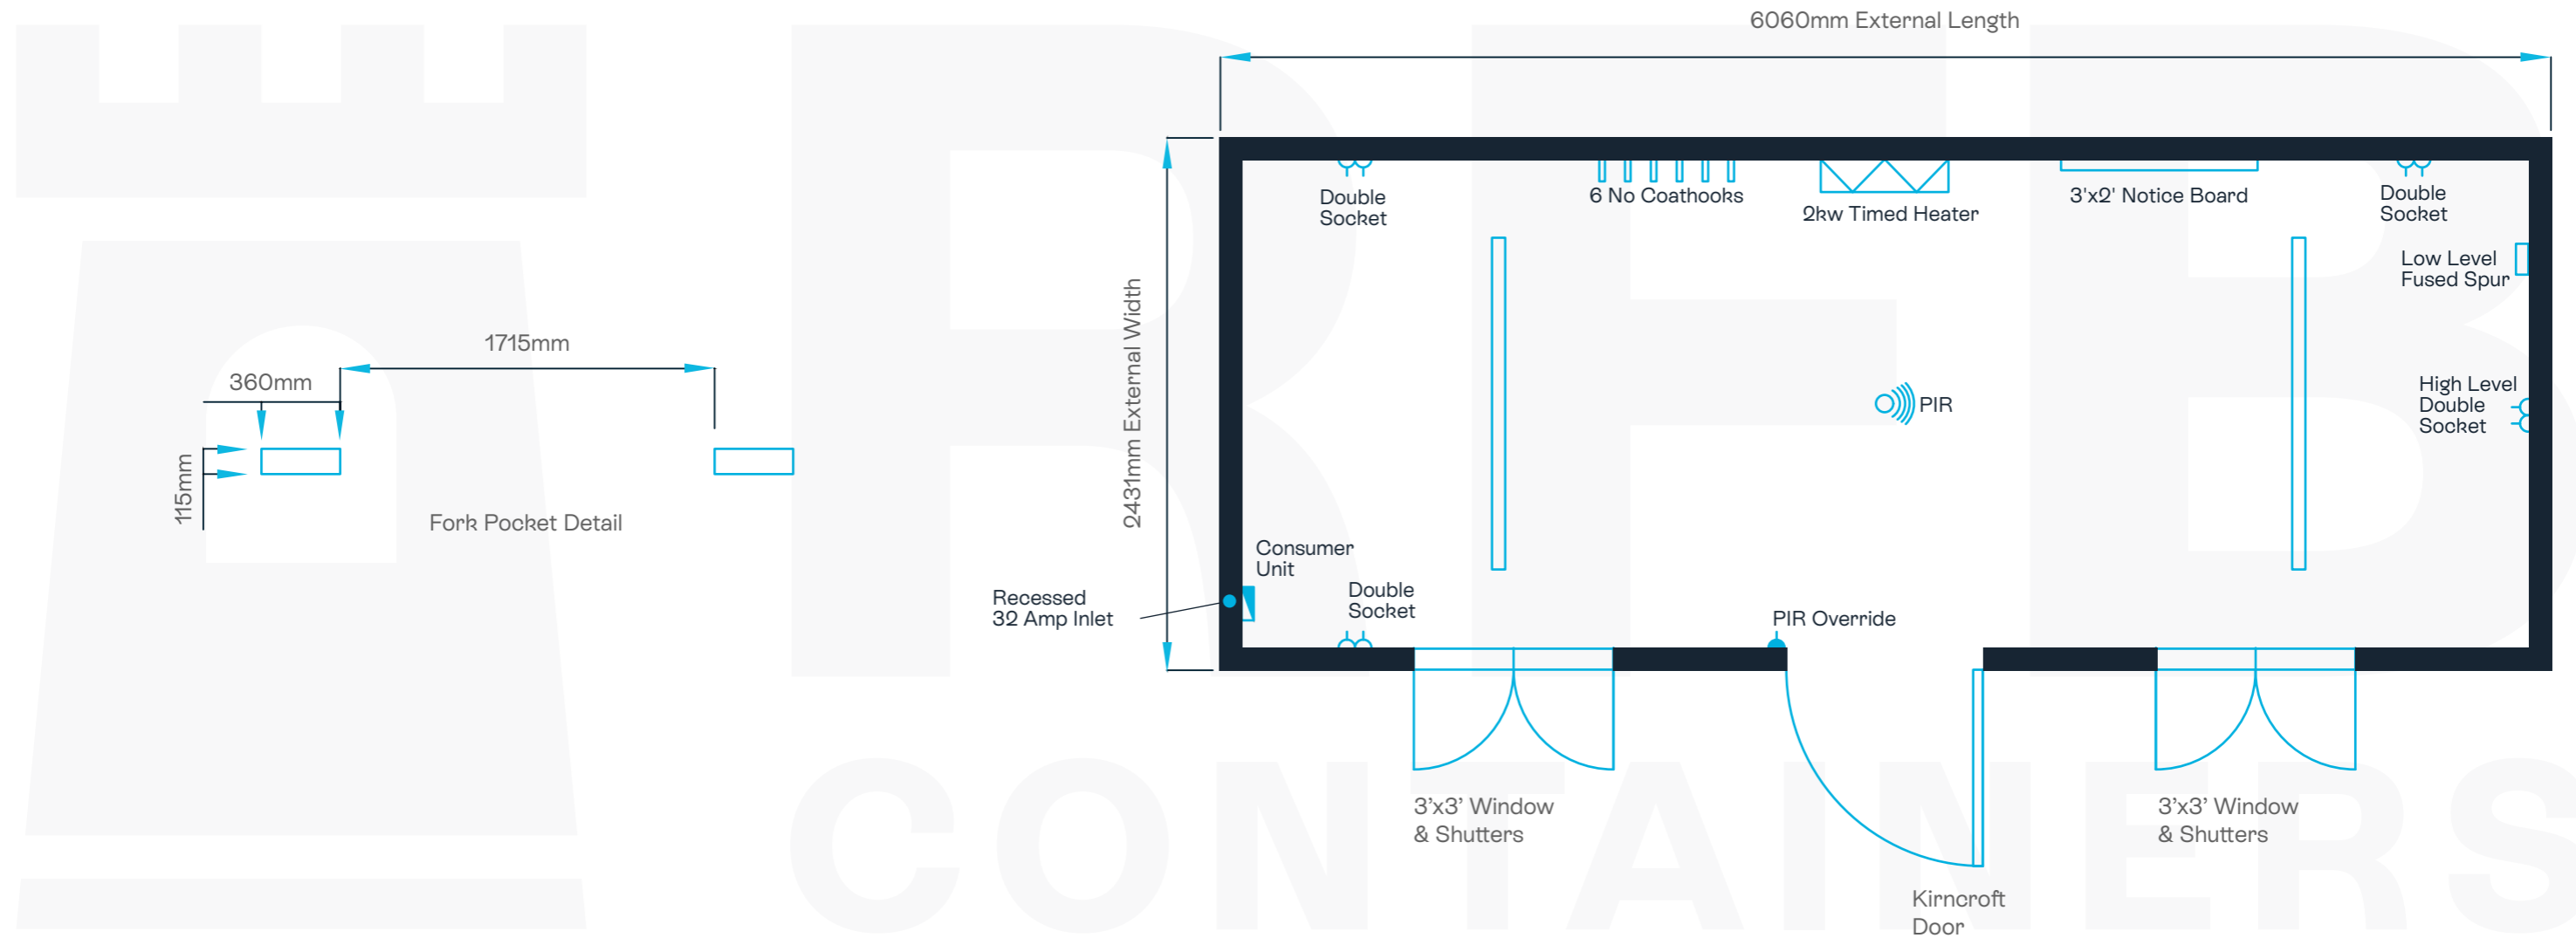 6060mm External Length
Double
Socket
6 No Coathooks
2kw Timed Heater
3'x2' Notice Board
Double
Socket
Low Level
Fused Spur
2431mm External Width
1715mm
360mm
115mm
Fork Pocket Detail
PIR
High Level
Double
Socket
Consumer
Unit
Recessed
32 Amp Inlet
Double
Socket
PIR Override
3’x3’ Window
& Shutters
3’x3’ Window
& Shutters
Kirncroft
Door
CONTAINERS